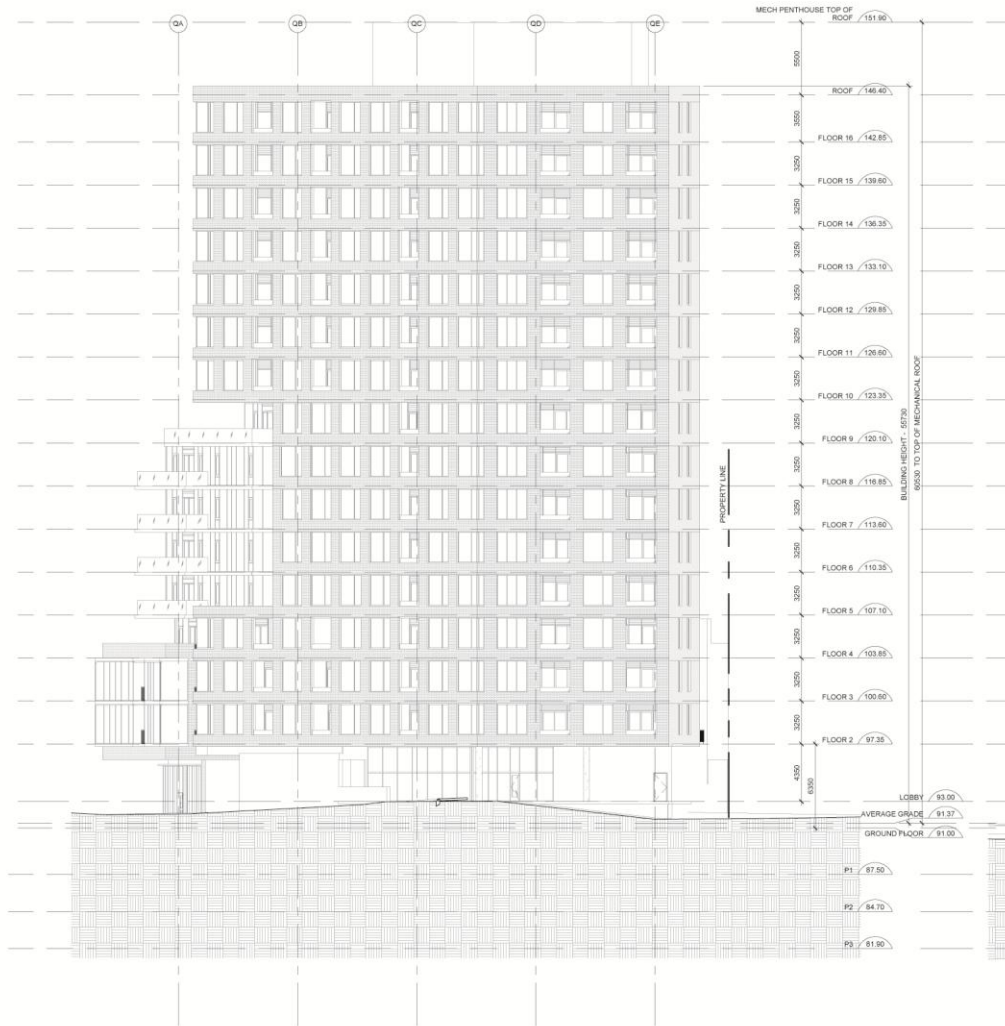 QA QB QC QD QE
MECH PENTHOUSE TOP OF
ROOF 151.90
5500
ROOF 146.40
3550
FLOOR 16 142.85
3250
FLOOR 15 139.60
3250
FLOOR 14 136.35
3250
FLOOR 13 133.10
3250
FLOOR 12 129.85
3250
FLOOR 11 126.60
3250
FLOOR 10 123.35
3250
FLOOR 9 120.10
3250
FLOOR 8 116.85
3250
FLOOR 7 113.60
3250
FLOOR 6 110.35
3250
FLOOR 5 107.10
3250
FLOOR 4 103.85
3250
FLOOR 3 100.60
3250
FLOOR 2 97.35
4350
6350
LOBBY 93.00
AVERAGE GRADE 91.37
GROUND FLOOR 91.00
P1 87.50
P2 84.70
P3 81.90
PROPERTY LINE
BUILDING HEIGHT - 55730
60530 TO TOP OF MECHANICAL ROOF